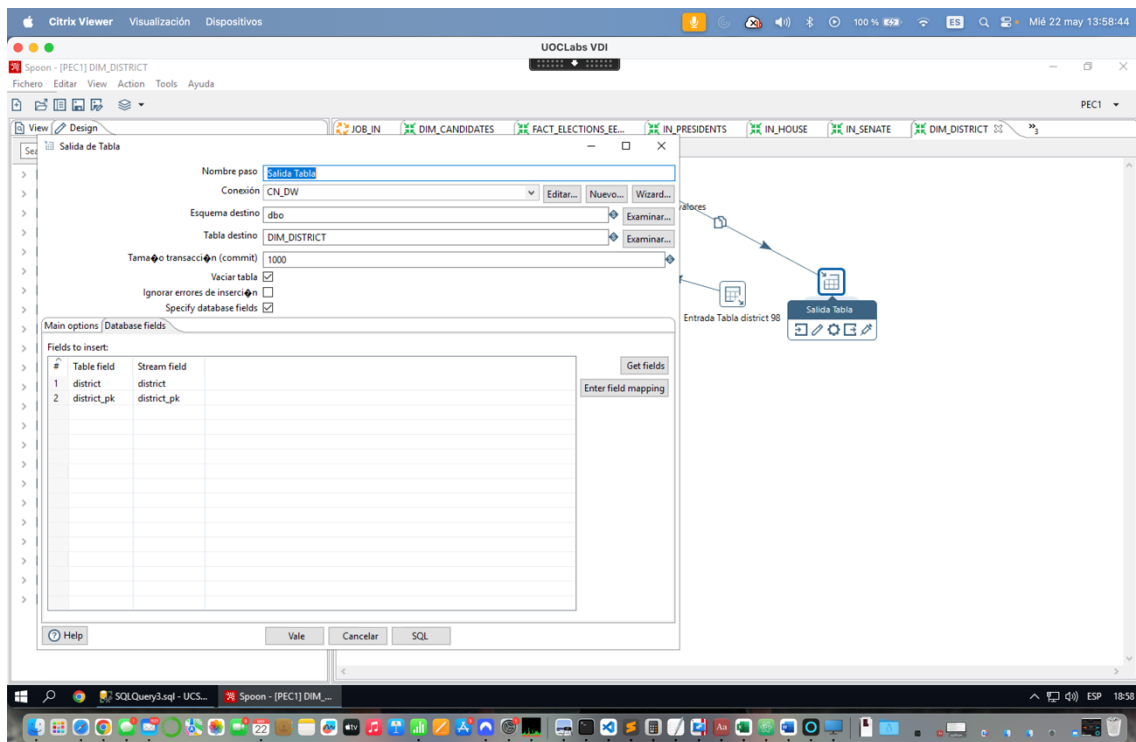 Citrix Viewer Visualización Dispositivos 100 % ES Mié 22 may 13:58:44
UOCLabs VDI
Spoon - [PEC1] DIM_DISTRICT
Fichero Editar View Action Tools Ayuda
PEC1
View Design JOB_IN DIM_CANDIDATES FACT_ELECTIONS_EE... IN_PRESIDENTS IN_HOUSE IN_SENATE DIM_DISTRICT »3
Sea
Salida de Tabla
Nombre paso Salida Tabla
Conexión CN_DW Editar... Nuevo... Wizard...
valores
Esquema destino dbo Examinar...
Tabla destino DIM_DISTRICT Examinar...
Tama�o transacci�n (commit) 1000
Vaciar tabla
Ignorar errores de inserci�n
Specify database fields
Entrada Tabla district 98
Salida Tabla
Main options Database fields
Fields to insert:
# Table field Stream field
1 district district
2 district_pk district_pk
Get fields
Enter field mapping
Help Vale Cancelar SQL
SQLQuery3.sql - UCS... Spoon - [PEC1] DIM_... ESP 18:58
22